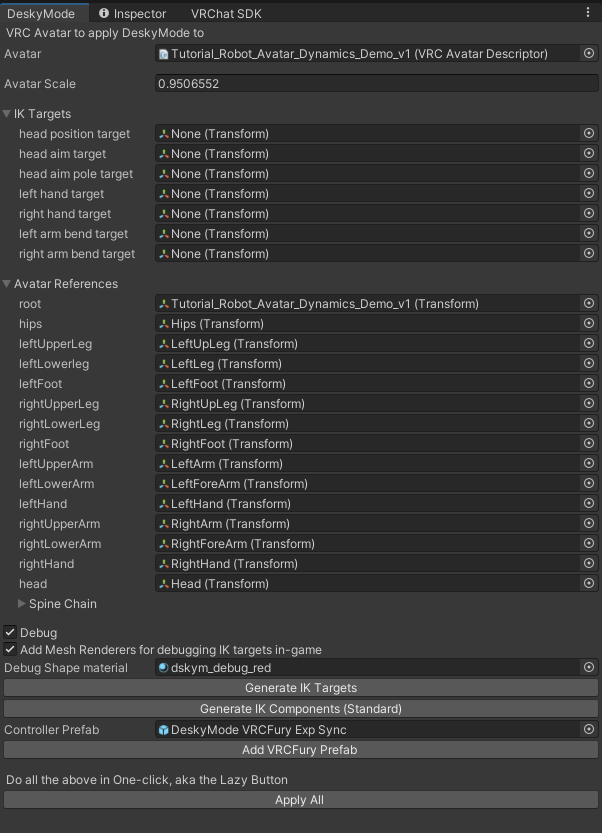 DeskyMode Inspector VRChat SDK
VRC Avatar to apply DeskyMode to
Avatar Tutorial_Robot_Avatar_Dynamics_Demo_v1 (VRC Avatar Descriptor)
Avatar Scale 0.9506552
IK Targets
head position target None (Transform)
head aim target None (Transform)
head aim pole target None (Transform)
left hand target None (Transform)
right hand target None (Transform)
left arm bend target None (Transform)
right arm bend target None (Transform)
Avatar References
root Tutorial_Robot_Avatar_Dynamics_Demo_v1 (Transform)
hips Hips (Transform)
leftUpperLeg LeftUpLeg (Transform)
leftLowerleg LeftLeg (Transform)
leftFoot LeftFoot (Transform)
rightUpperLeg RightUpLeg (Transform)
rightLowerLeg RightLeg (Transform)
rightFoot RightFoot (Transform)
leftUpperArm LeftArm (Transform)
leftLowerArm LeftForeArm (Transform)
leftHand LeftHand (Transform)
rightUpperArm RightArm (Transform)
rightLowerArm RightForeArm (Transform)
rightHand RightHand (Transform)
head Head (Transform)
Spine Chain
Debug
Add Mesh Renderers for debugging IK targets in-game
Debug Shape material dskym_debug_red
Generate IK Targets
Generate IK Components (Standard)
Controller Prefab DeskyMode VRCFury Exp Sync
Add VRCFury Prefab
Do all the above in One-click, aka the Lazy Button
Apply All